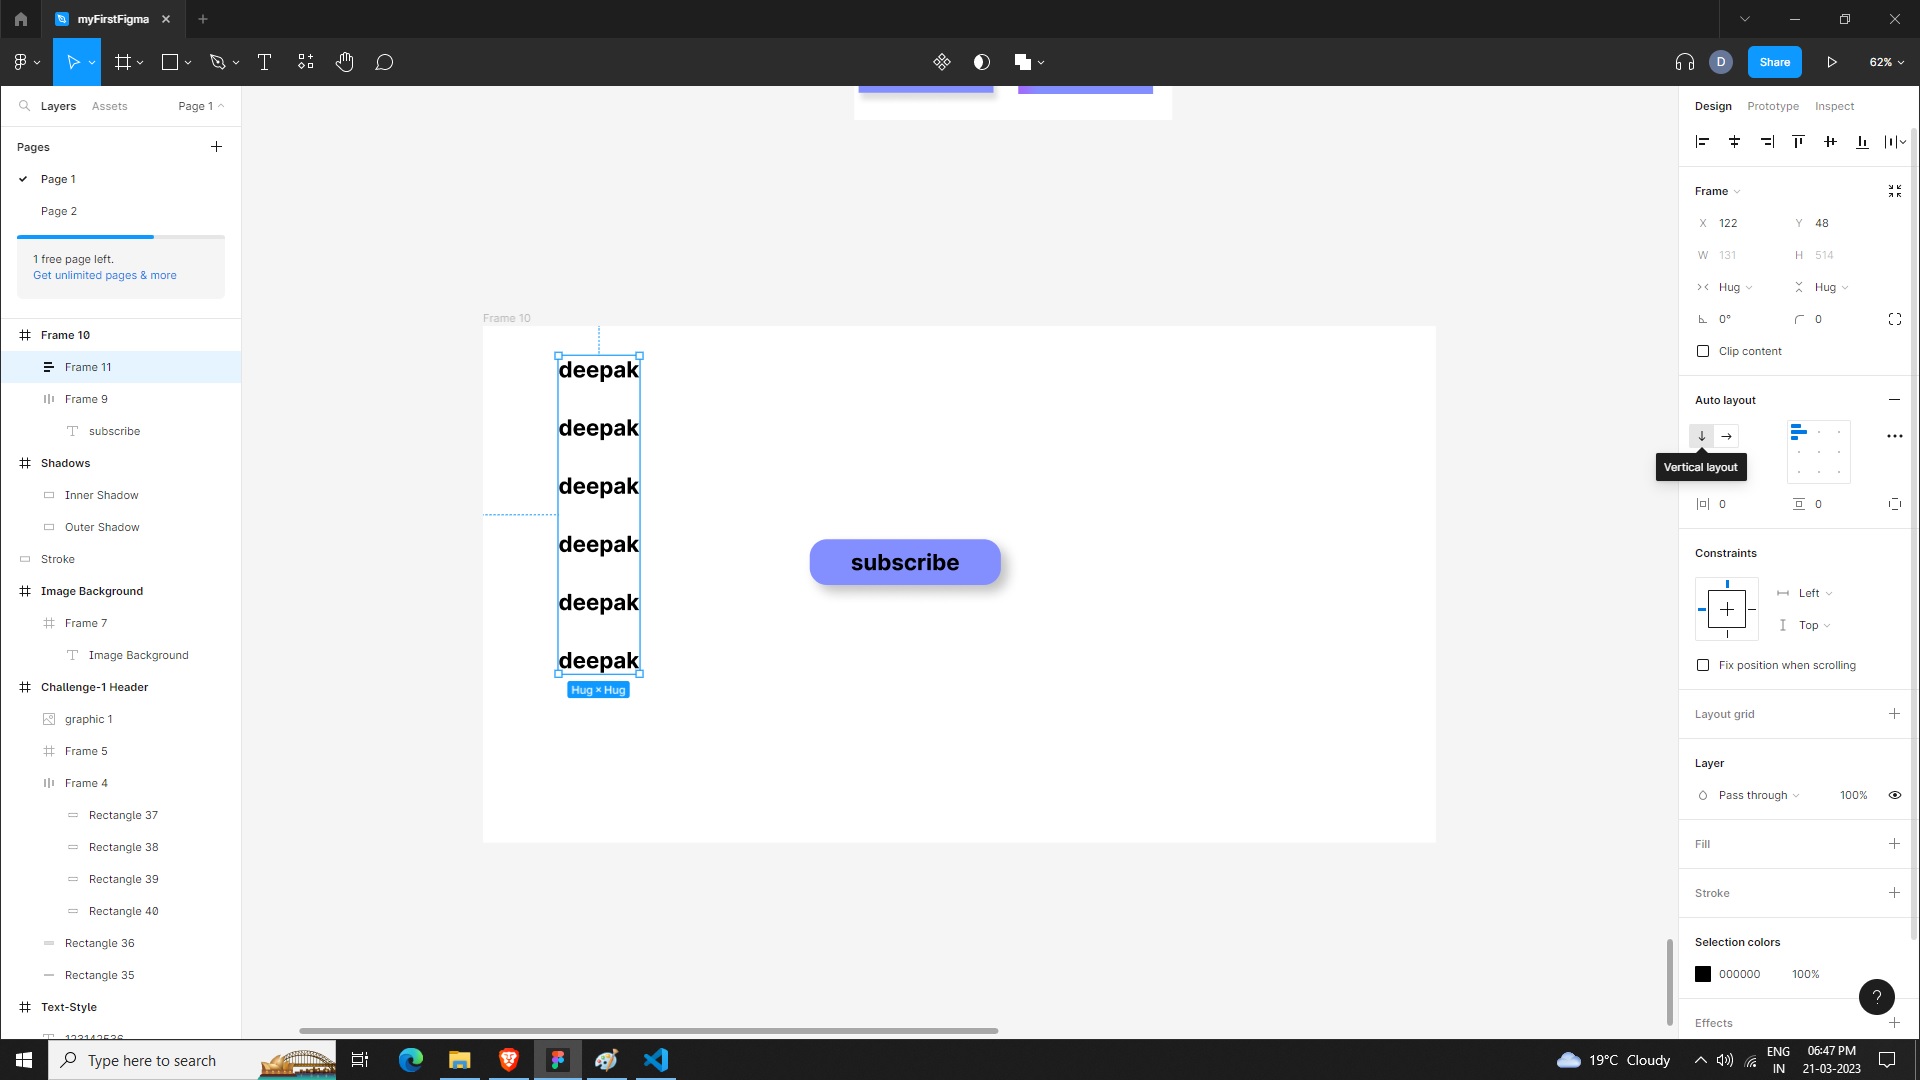 myFirstFigma
D
Share
62%
Layers
Assets
Page 1
Pages
Page 1
Page 2
1 free page left.
Get unlimited pages & more
Frame 10
Frame 11
Frame 9
subscribe
Shadows
Inner Shadow
Outer Shadow
Stroke
Image Background
Frame 7
Image Background
Challenge-1 Header
graphic 1
Frame 5
Frame 4
Rectangle 37
Rectangle 38
Rectangle 39
Rectangle 40
Rectangle 36
Rectangle 35
Text-Style
Frame 10
deepak
deepak
deepak
deepak
deepak
deepak
Hug × Hug
subscribe
Design
Prototype
Inspect
Frame
X 122
Y 48
W 131
H 514
Hug
Hug
0°
0
Clip content
Auto layout
Vertical layout
0
0
Constraints
Left
Top
Fix position when scrolling
Layout grid
Layer
Pass through
100%
Fill
Stroke
Selection colors
000000
100%
?
Effects
Type here to search
19°C Cloudy
ENG
IN
06:47 PM
21-03-2023